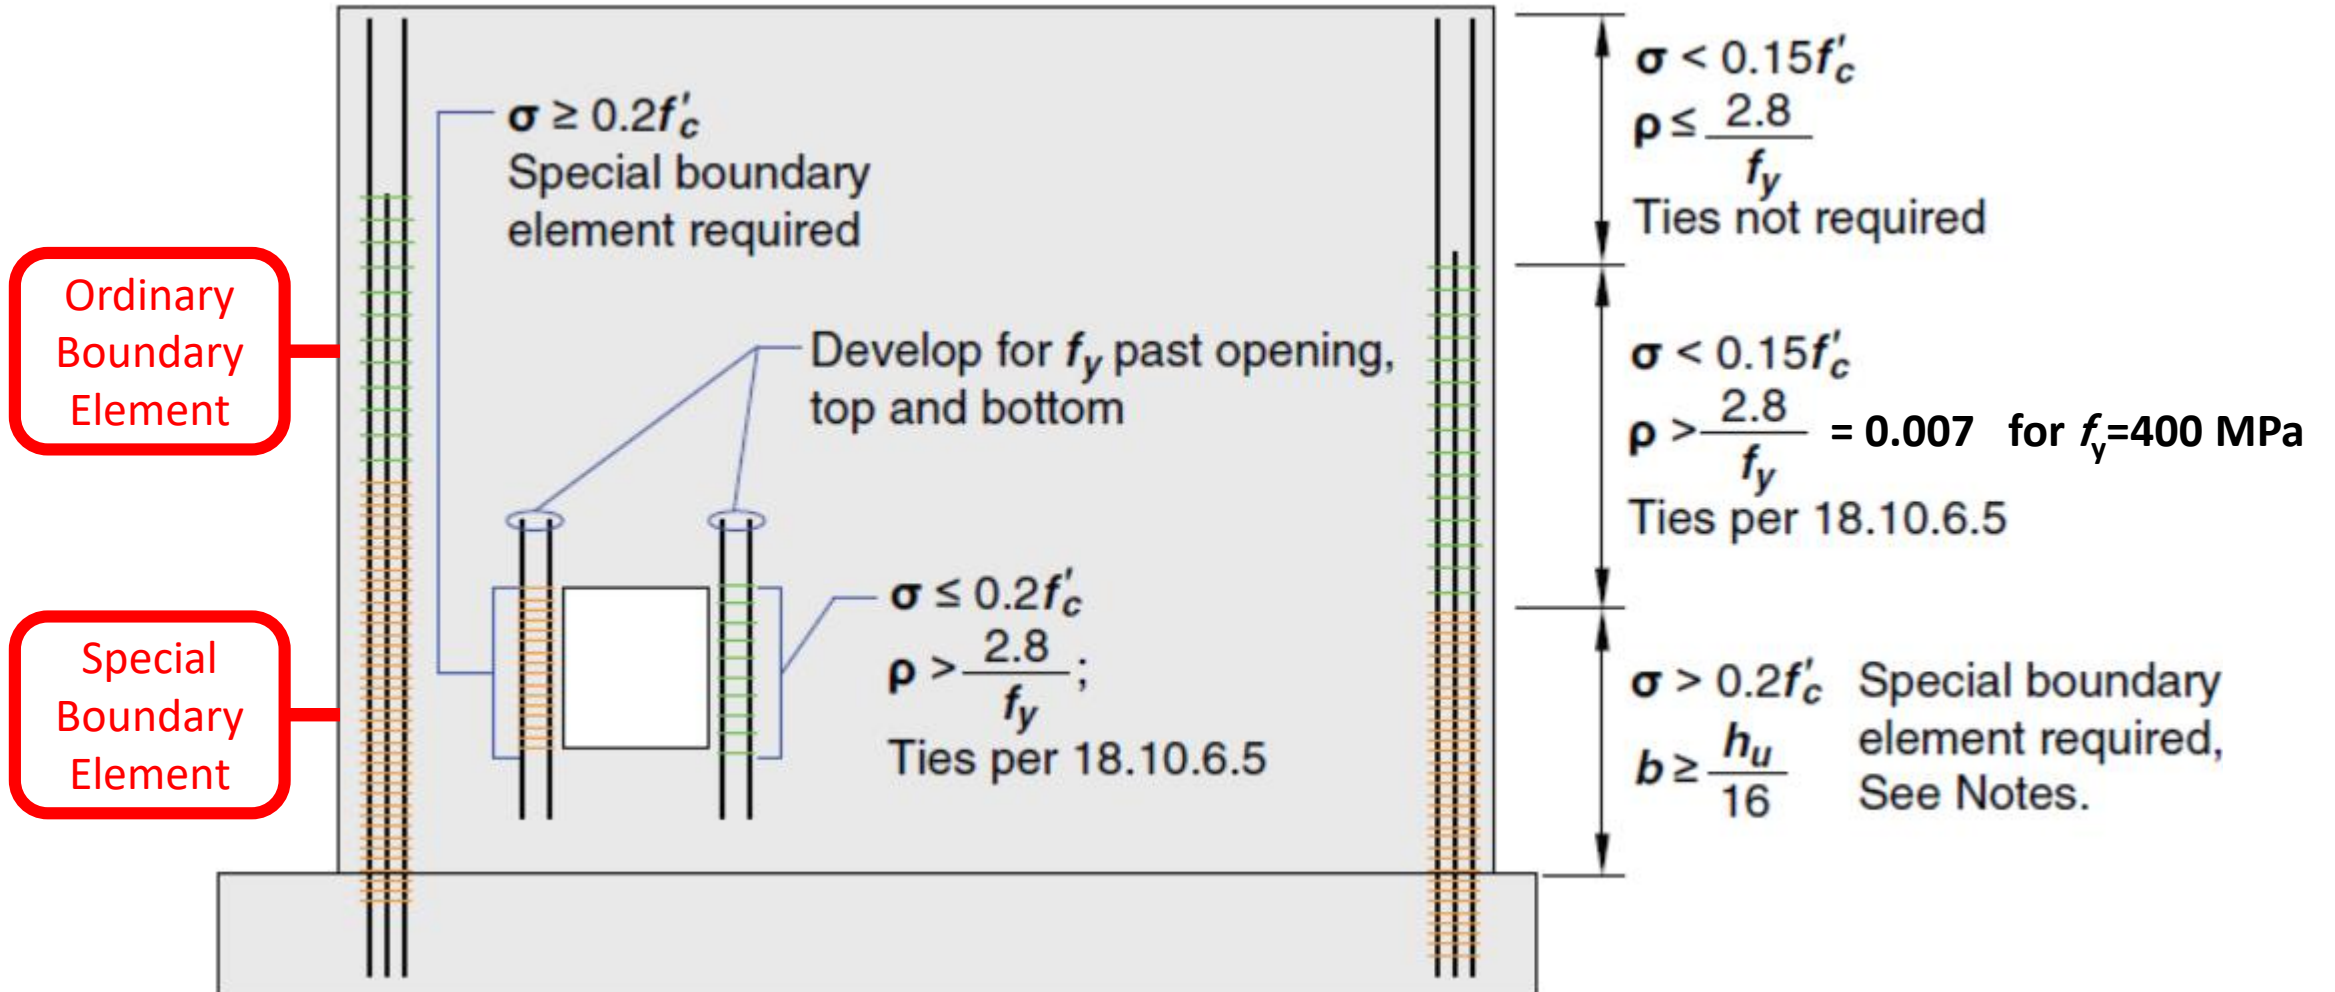 Ordinary
Boundary
Element
Special
Boundary
Element
σ ≥ 0.2f′c
Special boundary
element required
Develop for fy past opening,
top and bottom
σ ≤ 0.2f′c
ρ > 2.8/fy ;
Ties per 18.10.6.5
σ < 0.15f′c
ρ ≤ 2.8/fy
Ties not required
σ < 0.15f′c
ρ > 2.8/fy = 0.007 for fy=400 MPa
Ties per 18.10.6.5
σ > 0.2f′c Special boundary
element required,
b ≥ hu/16
See Notes.